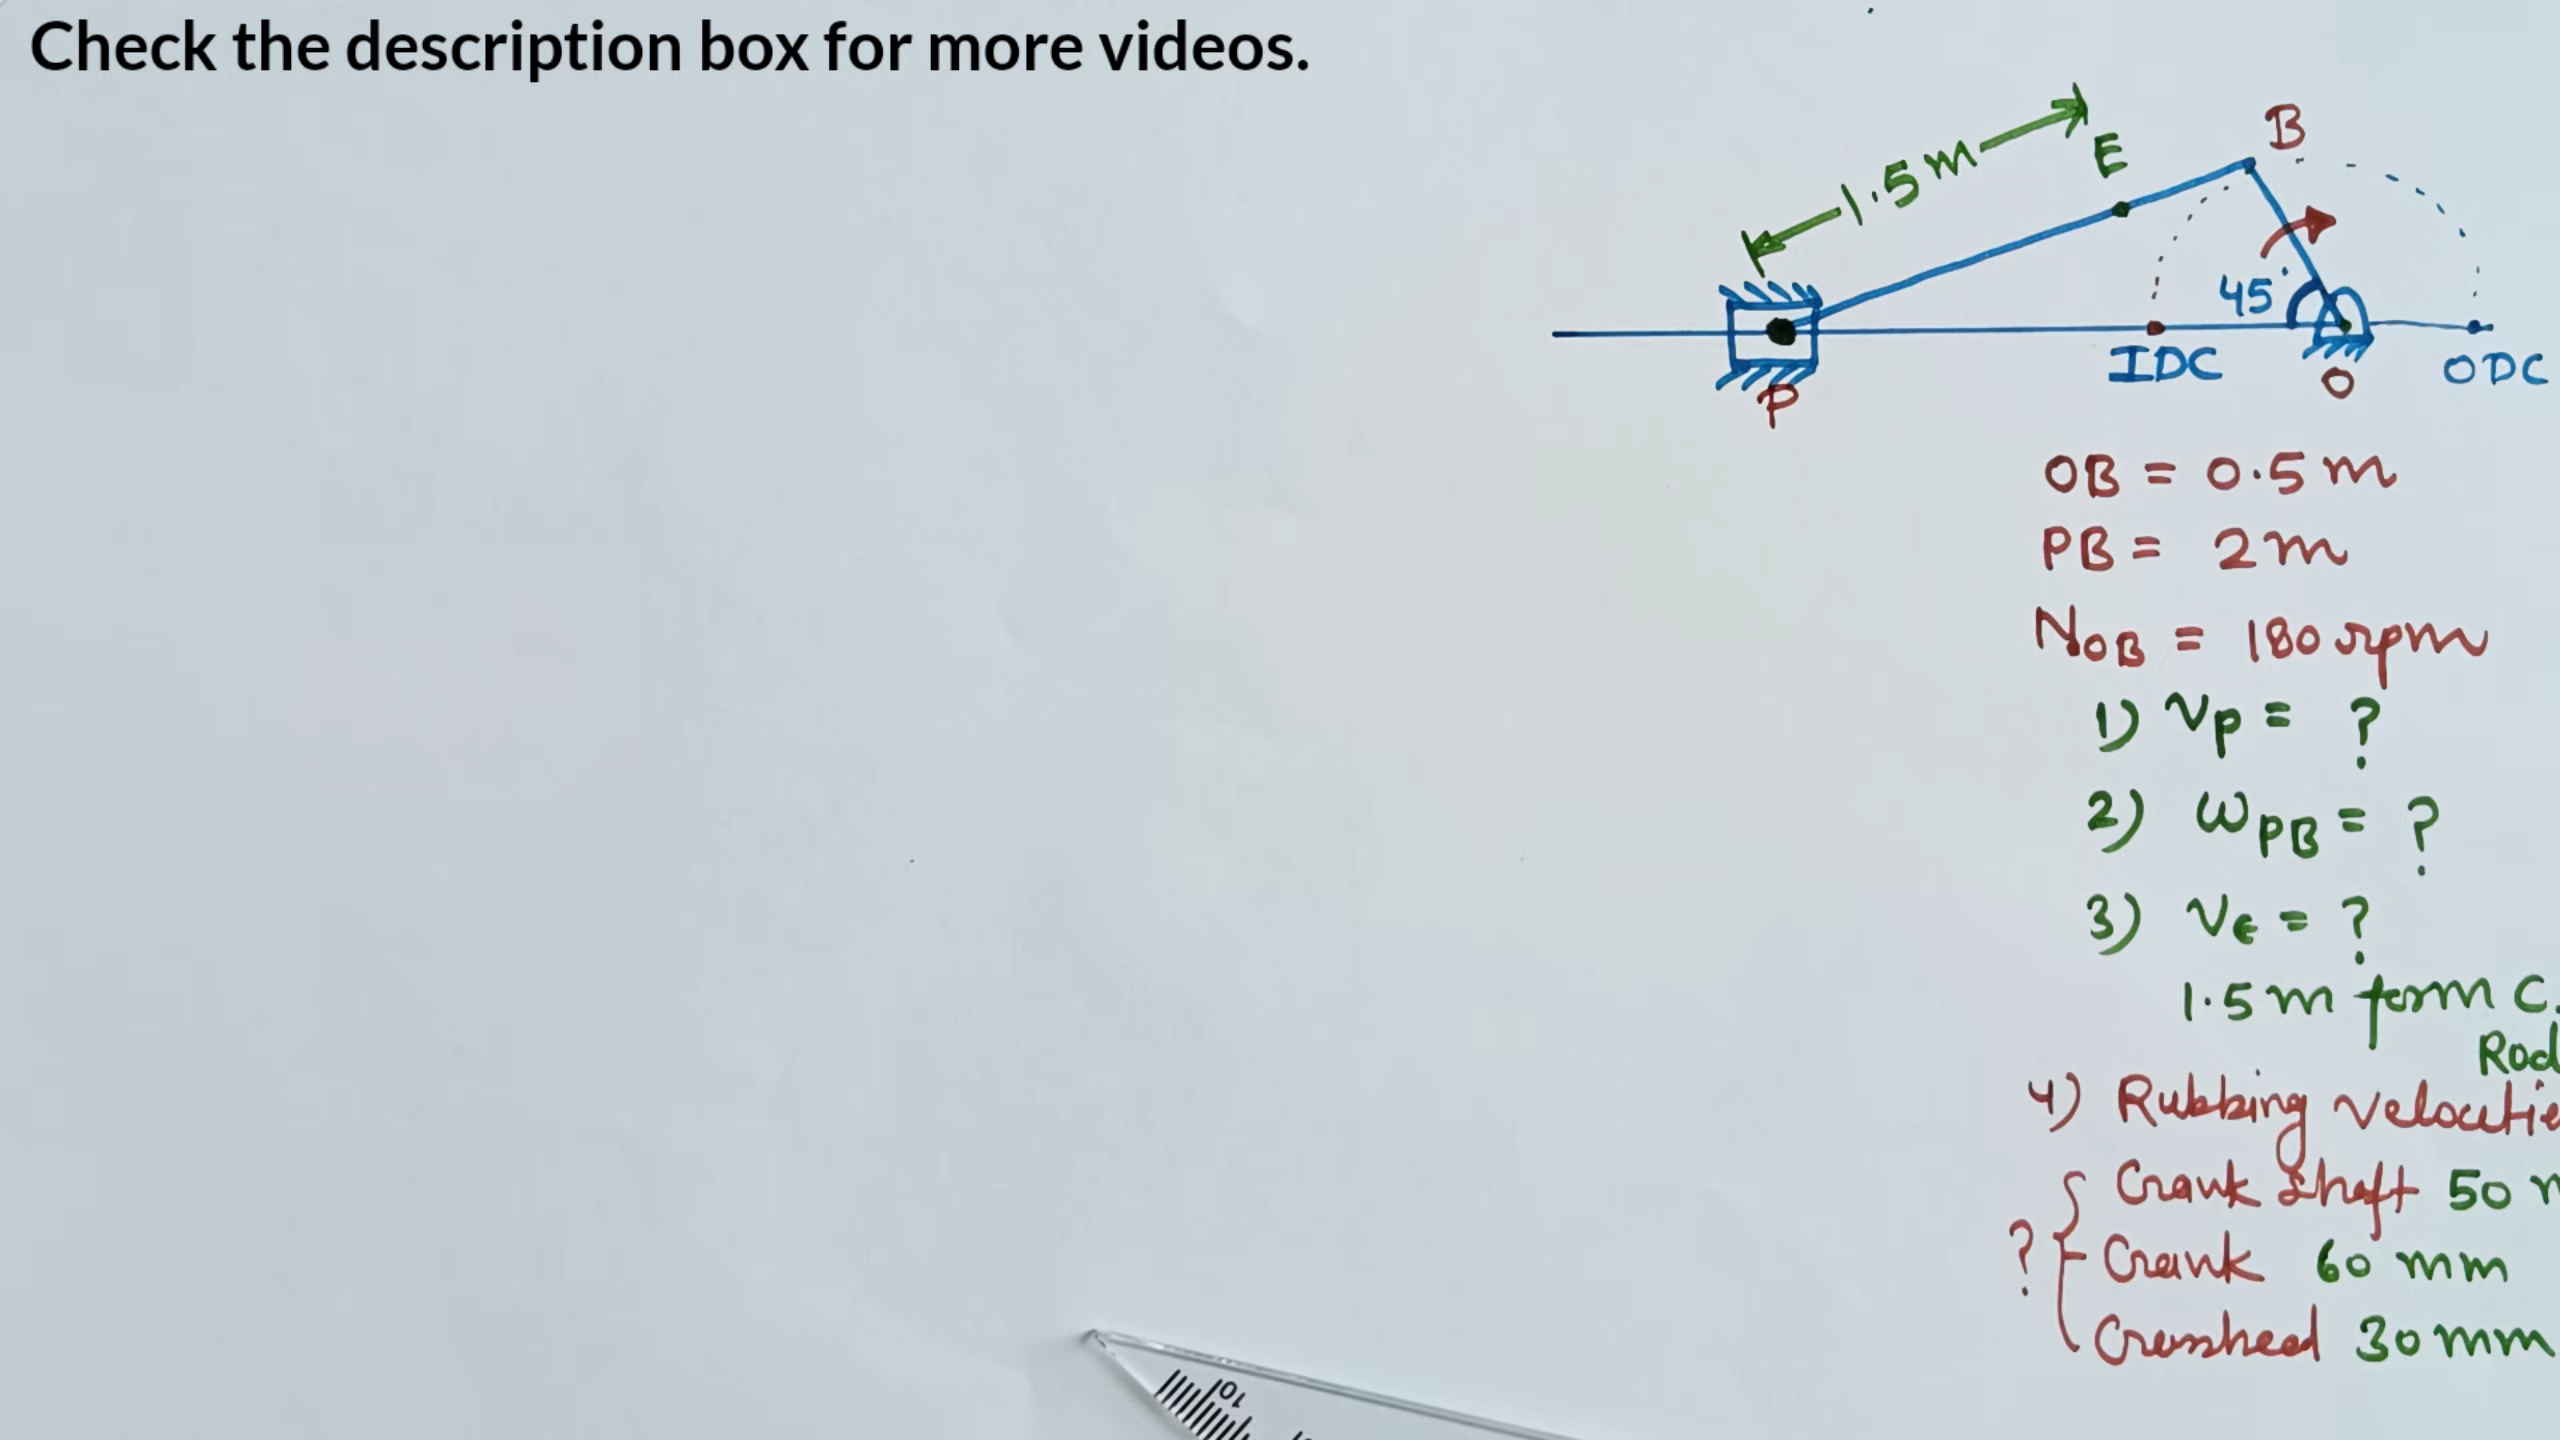 Check the description box for more videos.
1.5 m
E
B
45°
P
IDC
O
ODC
OB = 0.5 m
PB = 2 m
NOB = 180 rpm
1) vP = ?
2) ωPB = ?
3) vE = ?
1.5 m form C.
Rod
4) Rubbing
? { Crank Shaft 50
Crank 60 mm
30 mm
10